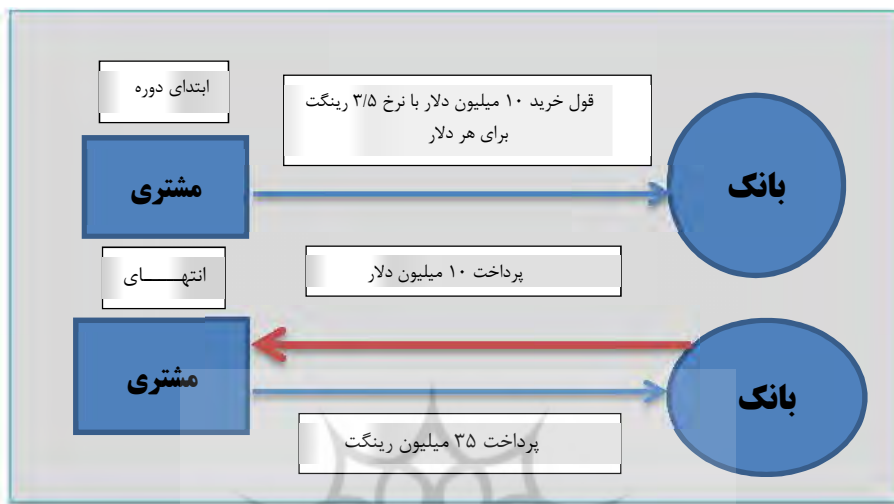 ابتدای دوره
قول خرید ۱۰ میلیون دلار با نرخ ۳/۵ رینگت
برای هر دلار
مشتری
بانک
انتهـــــای
پرداخت ۱۰ میلیون دلار
مشتری
بانک
پرداخت ۳۵ میلیون رینگت